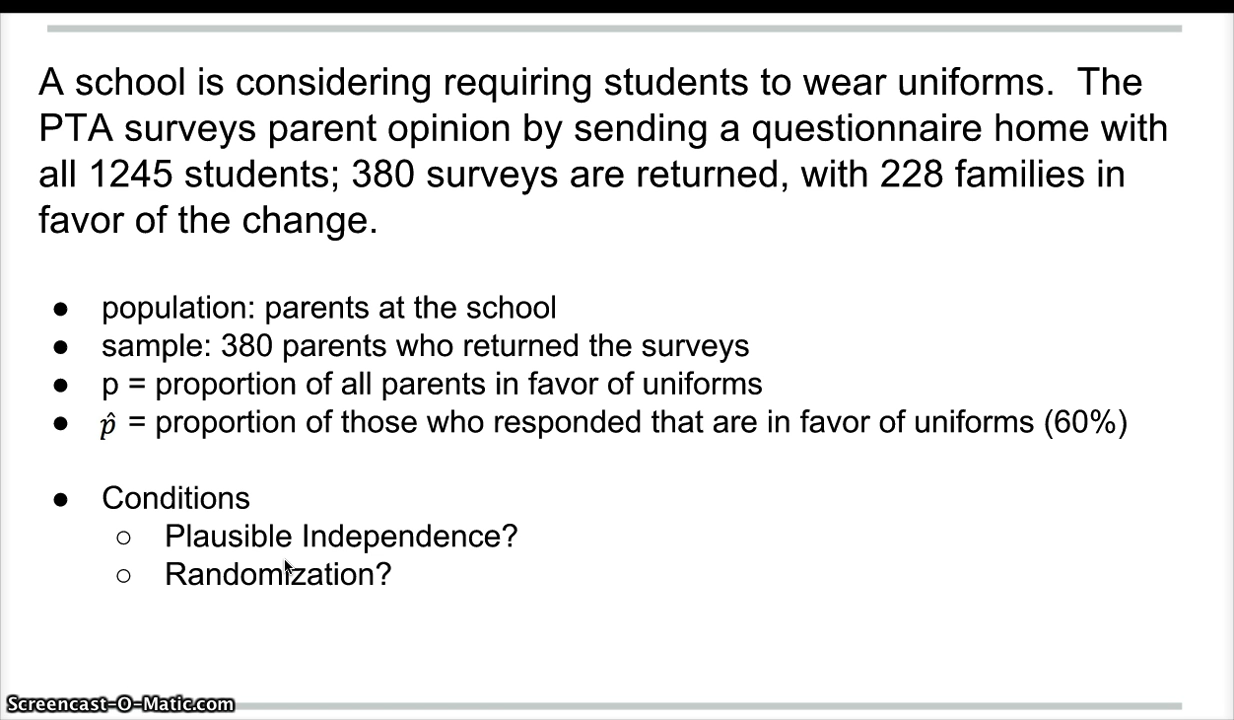 A school is considering requiring students to wear uniforms. The
PTA surveys parent opinion by sending a questionnaire home with
all 1245 students; 380 surveys are returned, with 228 families in
favor of the change.
● population: parents at the school
● sample: 380 parents who returned the surveys
● p = proportion of all parents in favor of uniforms
● p̂ = proportion of those who responded that are in favor of uniforms (60%)
● Conditions
○ Plausible Independence?
○ Randomization?
Screencast-O-Matic.com